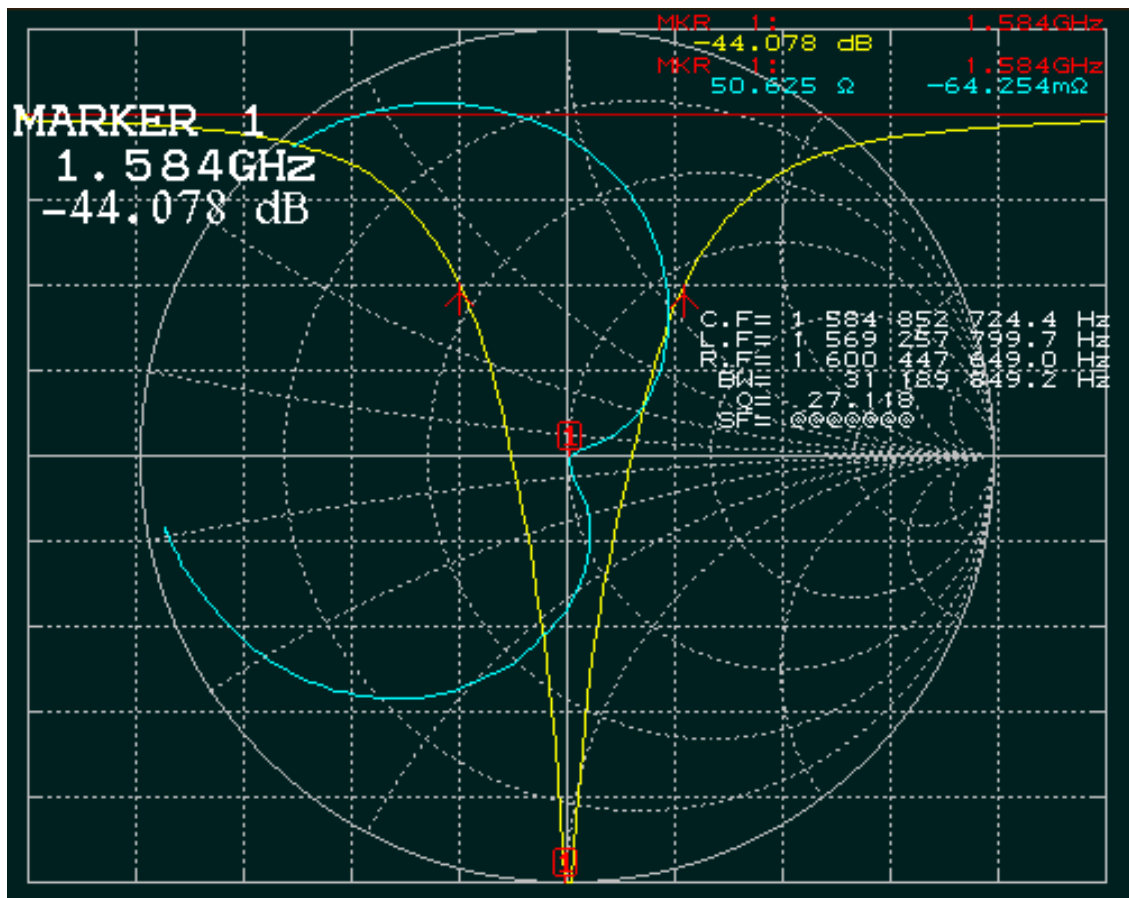 MKR 1: 1.584GHz
-44.078 dB
MKR 1: 1.584GHz
50.625 Ω -64.254mΩ
MARKER 1
1.584GHz
-44.078 dB
C.F= 1 584 852 724.4 Hz
L.F= 1 569 257 799.7 Hz
R.F= 1 600 447 649.0 Hz
BW= 31 189 849.2 Hz
Q= 27.118
SF= @@@@@@@
1
1